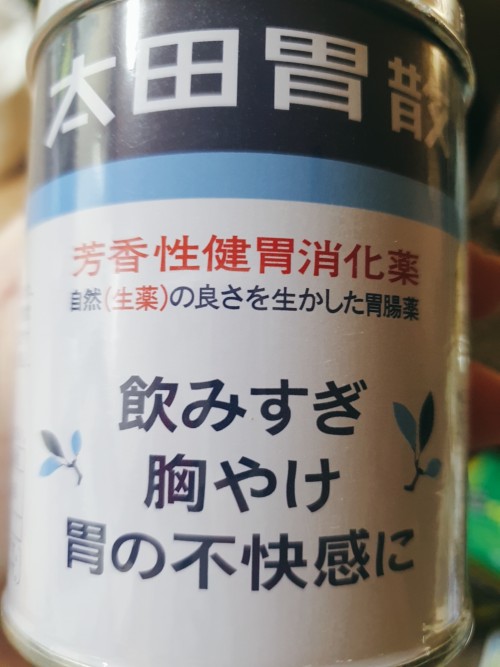 太田胃散
芳香性健胃消化薬
自然(生薬)の良さを生かした胃腸薬
飲みすぎ
胸やけ
胃の不快感に